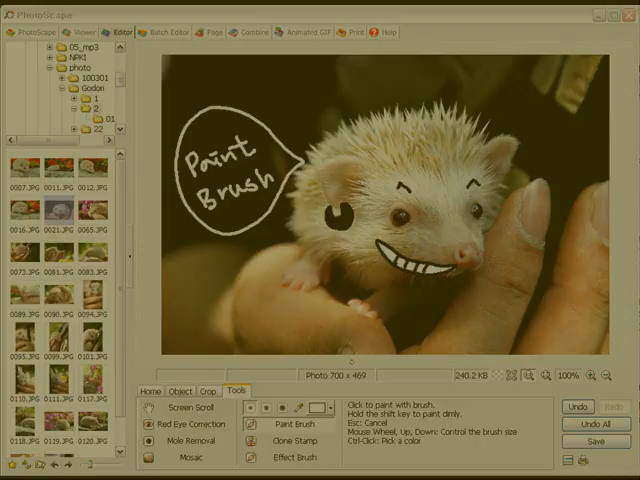 PhotoScape
PhotoScape Viewer Editor Batch Editor Page Combine Animated GIF Print Help
05_mp3
NPKI
photo
100301
Godori
1
2
01
22
0007.JPG 0011.JPG 0012.JPG
0016.JPG 0021.JPG 0065.JPG
0073.JPG 0081.JPG 0083.JPG
0089.JPG 0090.JPG 0094.JPG
0095.JPG 0099.JPG 0101.JPG
0110.JPG 0111.JPG 0117.JPG
0118.JPG 0119.JPG 0120.JPG
Paint
Brush
Photo 700 x 469
240.2 KB
100%
Home Object Crop Tools
Screen Scroll
Red Eye Correction
Mole Removal
Mosaic
Paint Brush
Clone Stamp
Effect Brush
Click to paint with brush.
Hold the shift key to paint dimly.
Esc: Cancel
Mouse Wheel, Up, Down: Control the brush size
Ctrl-Click: Pick a color
Undo Redo
Undo All
Save